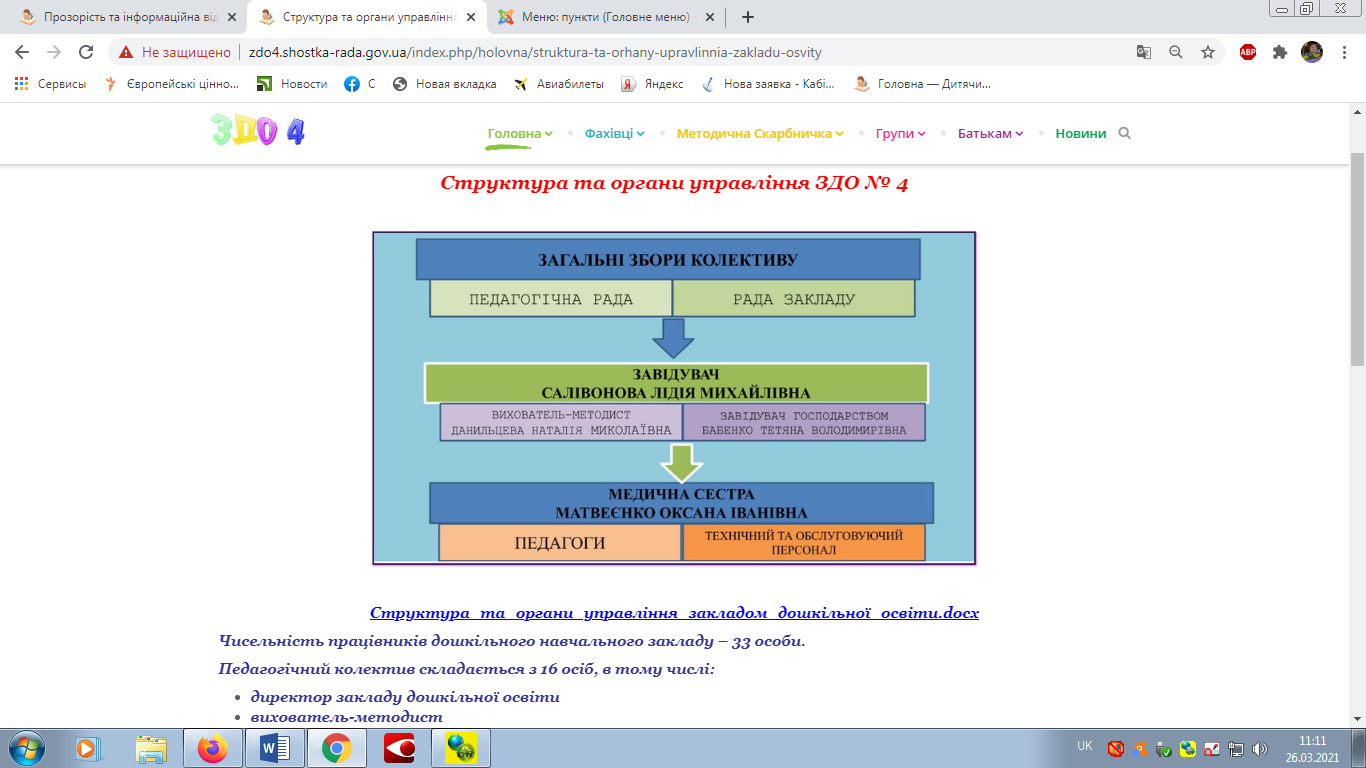 Прозорість та інформаційна від
Структура та органи управління
Меню: пункти (Головне меню)
Не защищено
zdo4.shostka-rada.gov.ua/index.php/holovna/struktura-ta-orhany-upravlinnia-zakladu-osvity
ABP
Сервисы
Європейські цінно...
Новости
С
Новая вкладка
Авиабилеты
Яндекс
Нова заявка - Кабі...
Головна — Дитячи...
ЗДО 4
Головна
Фахівці
Методична Скарбничка
Групи
Батькам
Новини
Структура та органи управління ЗДО № 4
ЗАГАЛЬНІ ЗБОРИ КОЛЕКТИВУ
ПЕДАГОГІЧНА РАДА
РАДА ЗАКЛАДУ
ЗАВІДУВАЧ
САЛІВОНОВА ЛІДІЯ МИХАЙЛІВНА
ВИХОВАТЕЛЬ-МЕТОДИСТ
ДАНИЛЬЦЕВА НАТАЛІЯ МИКОЛАЇВНА
ЗАВІДУВАЧ ГОСПОДАРСТВОМ
БАБЕНКО ТЕТЯНА ВОЛОДИМИРІВНА
МЕДИЧНА СЕСТРА
МАТВЕЄНКО ОКСАНА ІВАНІВНА
ПЕДАГОГИ
ТЕХНІЧНИЙ ТА ОБСЛУГОВУЮЧИЙ
ПЕРСОНАЛ
Структура_та_органи_управління_закладом_дошкільної_освіти.docx
Чисельність працівників дошкільного навчального закладу – 33 особи.
Педагогічний колектив складається з 16 осіб, в тому числі:
директор закладу дошкільної освіти
вихователь-методист
UK
11:11
26.03.2021